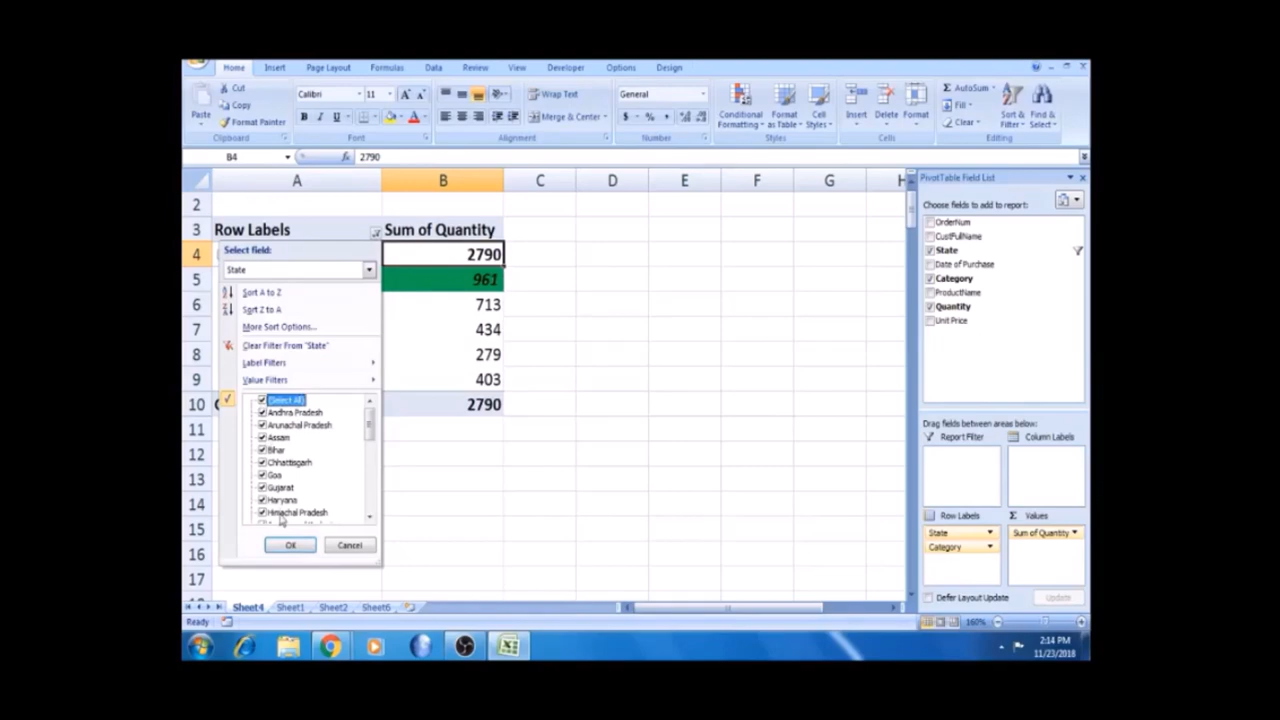 Home Insert Page Layout Formulas Data Review View Developer Options Design
Cut
Copy
Format Painter
Paste
Clipboard
Calibri 11
B I U
Font
Wrap Text
Merge & Center
Alignment
General
$ % ,
Number
Conditional Formatting
Format as Table
Cell Styles
Styles
Insert Delete Format
Cells
AutoSum
Fill
Clear
Sort & Filter
Find & Select
Editing
B4 fx 2790
A B C D E F G H
2
3 Row Labels Sum of Quantity
4 2790
5 961
6 713
7 434
8 279
9 403
10 2790
11
12
13
14
15
16
17
Select field:
State
Sort A to Z
Sort Z to A
More Sort Options...
Clear Filter From "State"
Label Filters
Value Filters
(Select All)
Andhra Pradesh
Arunachal Pradesh
Assam
Bihar
Chhattisgarh
Goa
Gujarat
Haryana
Himachal Pradesh
OK Cancel
PivotTable Field List
Choose fields to add to report:
OrderNum
CustFullName
State
Date of Purchase
Category
ProductName
Quantity
Unit Price
Drag fields between areas below:
Report Filter Column Labels
Row Labels Σ Values
State Sum of Quantity
Category
Defer Layout Update Update
Sheet4 Sheet1 Sheet2 Sheet6
Ready 160%
2:14 PM
11/23/2018